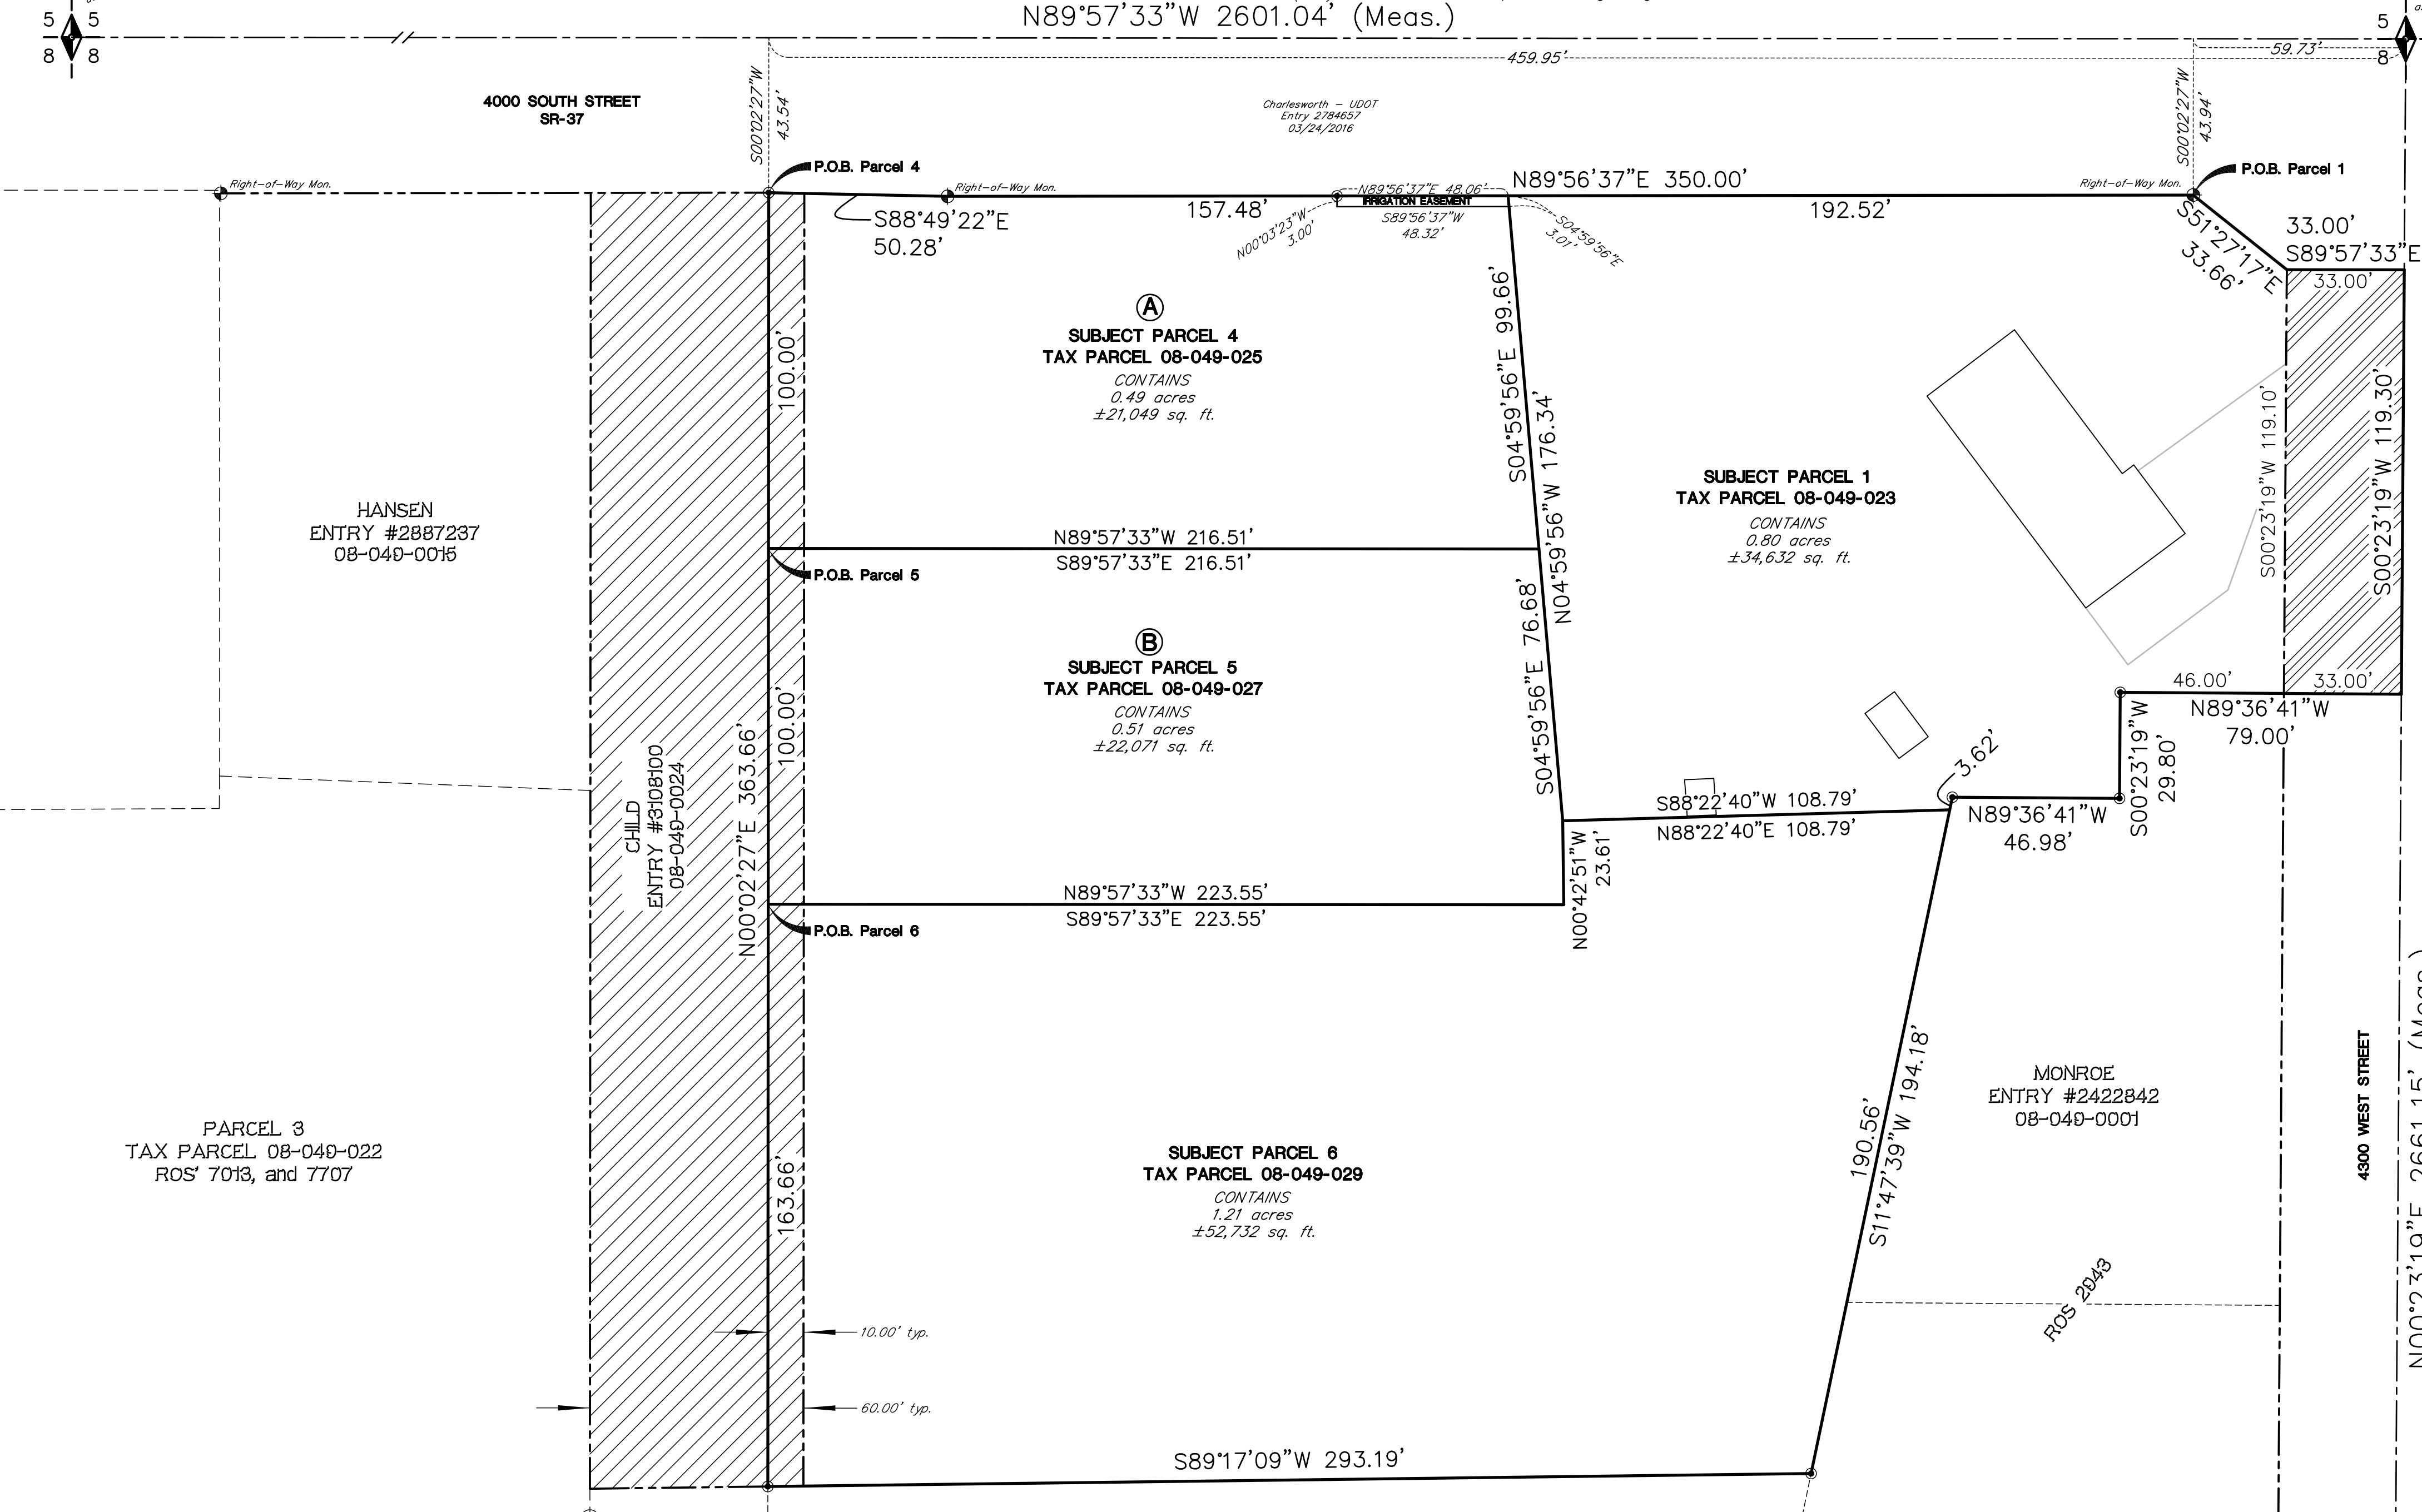 N89°57'33"W 2601.04' (Meas.)
5 5
8 8
5
8
459.95'
59.73'
4000 SOUTH STREET
SR-37
S00°02'27"W
43.54'
Charlesworth – UDOT
Entry 2784657
03/24/2016
S00°02'27"W
43.94'
P.O.B. Parcel 4
P.O.B. Parcel 1
Right-of-Way Mon.
Right-of-Way Mon.
Right-of-Way Mon.
S88°49'22"E
50.28'
157.48'
N89°56'37"E 48.06'
IRRIGATION EASEMENT
S89°56'37"W
48.32'
N00°03'23"W
3.00'
S04°59'56"E
3.01'
N89°56'37"E 350.00'
192.52'
S51°27'17"E
33.66'
33.00'
S89°57'33"E
33.00'
A
SUBJECT PARCEL 4
TAX PARCEL 08-049-025
CONTAINS
0.49 acres
±21,049 sq. ft.
100.00'
S04°59'56"E 99.66'
N04°59'56"W 176.34'
SUBJECT PARCEL 1
TAX PARCEL 08-049-023
CONTAINS
0.80 acres
±34,632 sq. ft.
S00°23'19"W 119.10'
S00°23'19"W 119.30'
HANSEN
ENTRY #2887237
08-049-0015
N89°57'33"W 216.51'
S89°57'33"E 216.51'
P.O.B. Parcel 5
B
SUBJECT PARCEL 5
TAX PARCEL 08-049-027
CONTAINS
0.51 acres
±22,071 sq. ft.
100.00'
S04°59'56"E 76.68'
46.00'
33.00'
N89°36'41"W
79.00'
S00°23'19"W
29.80'
3.62'
N89°36'41"W
46.98'
S88°22'40"W 108.79'
N88°22'40"E 108.79'
N00°42'51"W
23.61'
CHILD
ENTRY #3108100
08-049-0024
N00°02'27"E 363.66'
N89°57'33"W 223.55'
S89°57'33"E 223.55'
P.O.B. Parcel 6
PARCEL 3
TAX PARCEL 08-049-022
ROS' 7013, and 7707
163.66'
SUBJECT PARCEL 6
TAX PARCEL 08-049-029
CONTAINS
1.21 acres
±52,732 sq. ft.
190.56'
S11°47'39"W 194.18'
MONROE
ENTRY #2422842
08-049-0001
ROS 2043
4300 WEST STREET
N00°23'19"E 2661.15' (Meas.)
10.00' typ.
60.00' typ.
S89°17'09"W 293.19'